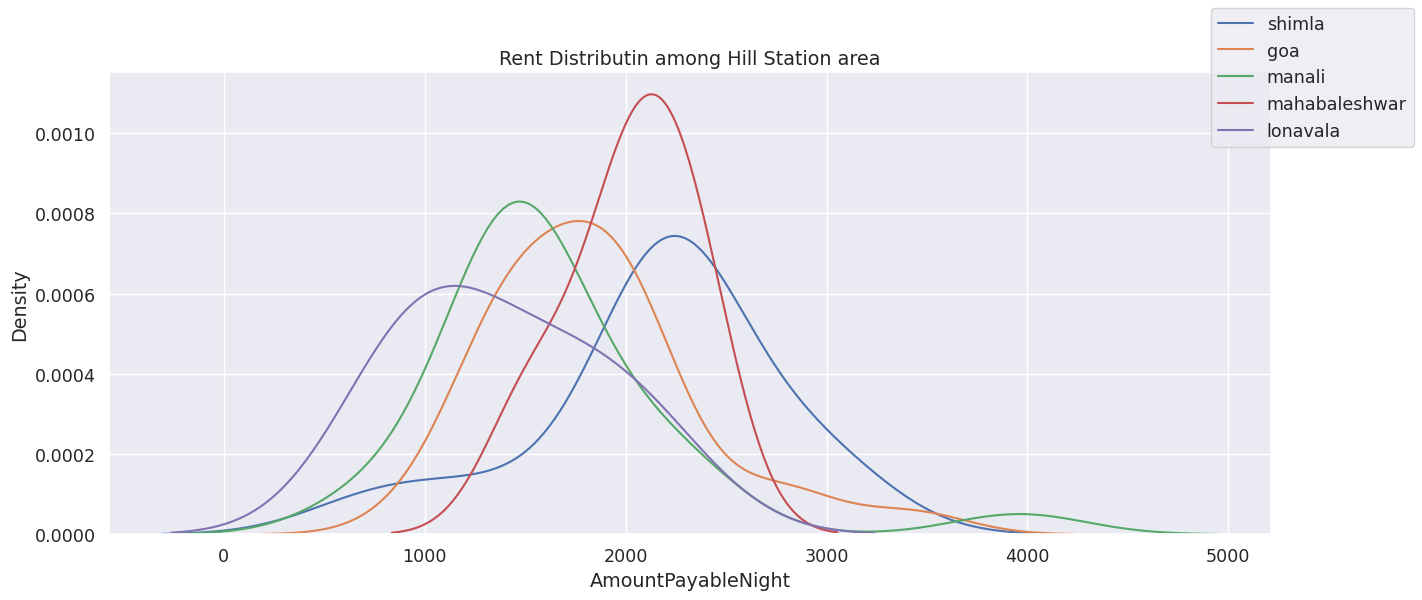 Rent Distributin among Hill Station area
shimla
goa
manali
mahabaleshwar
lonavala
Density
0.0010
0.0008
0.0006
0.0004
0.0002
0.0000
0
1000
2000
3000
4000
5000
AmountPayableNight